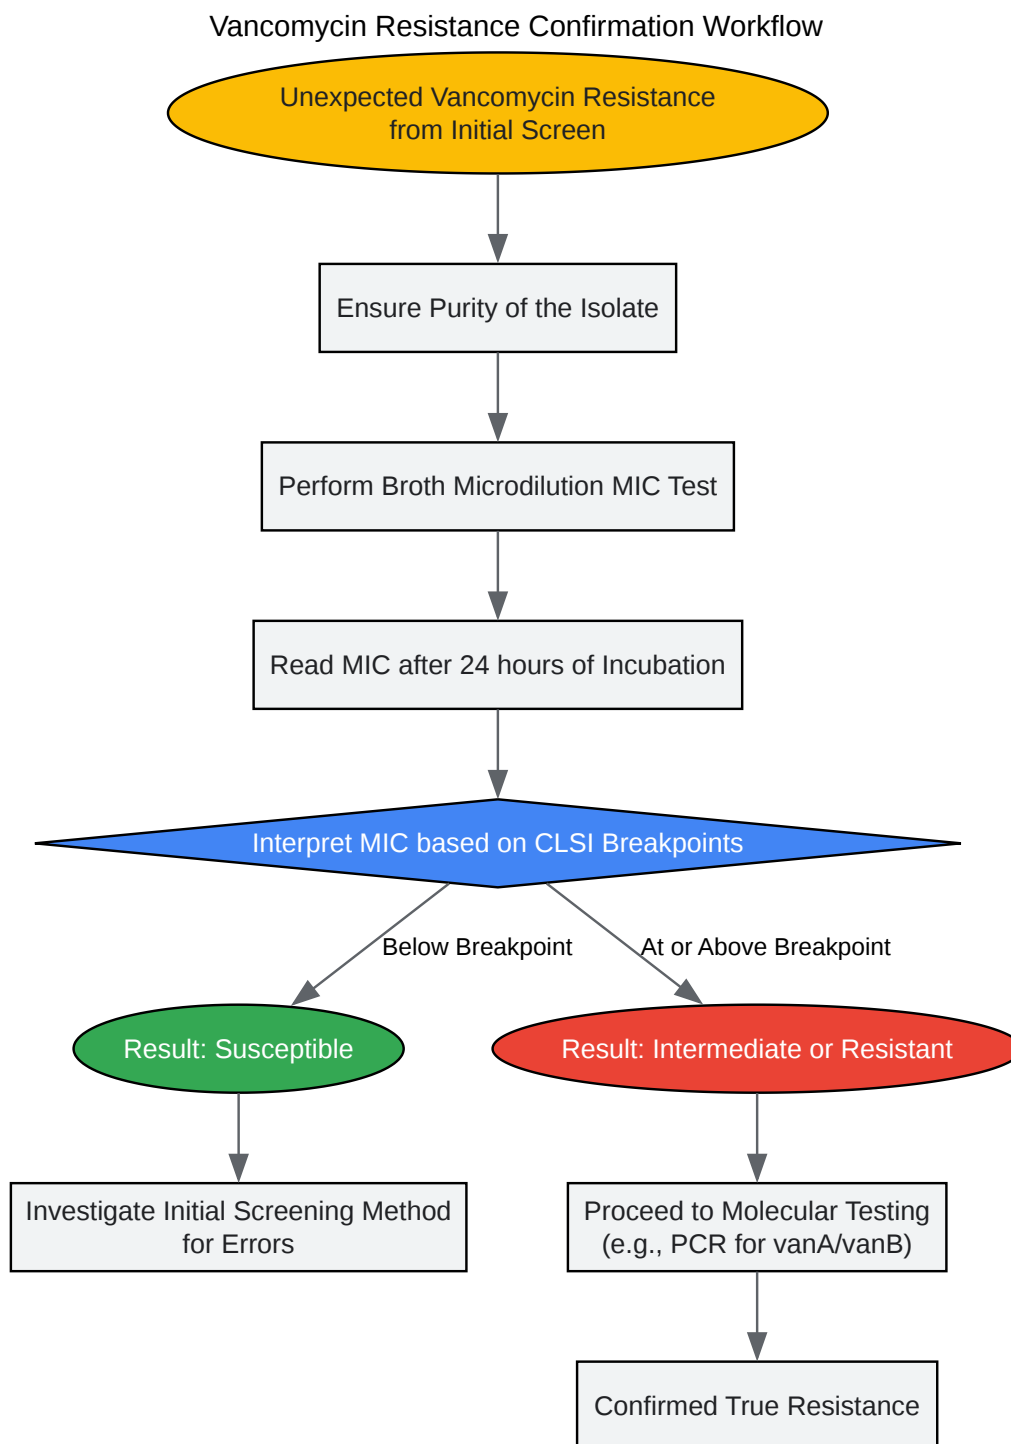 Vancomycin Resistance Confirmation Workflow
Unexpected Vancomycin Resistance
from Initial Screen
Ensure Purity of the Isolate
Perform Broth Microdilution MIC Test
Read MIC after 24 hours of Incubation
Interpret MIC based on CLSI Breakpoints
Below Breakpoint
At or Above Breakpoint
Result: Susceptible
Result: Intermediate or Resistant
Investigate Initial Screening Method
for Errors
Proceed to Molecular Testing
(e.g., PCR for vanA/vanB)
Confirmed True Resistance